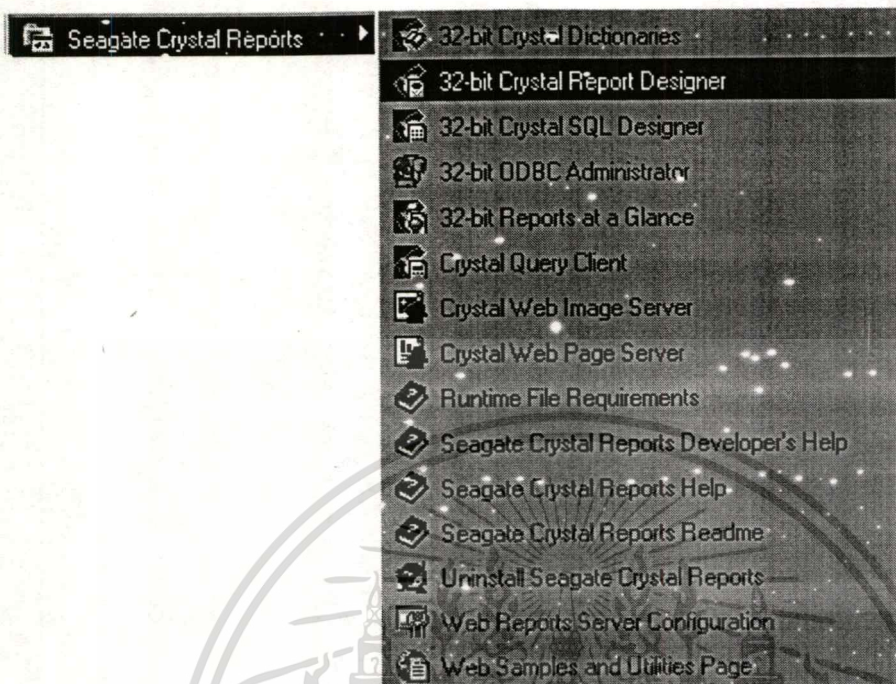 Seagate Crystal Reports
32-bit Crystal Dictionaries
32-bit Crystal Report Designer
32-bit Crystal SQL Designer
32-bit ODBC Administrator
32-bit Reports at a Glance
Crystal Query Client
Crystal Web Image Server
Crystal Web Page Server
Runtime File Requirements
Seagate Crystal Reports Developer's Help
Seagate Crystal Reports Help
Seagate Crystal Reports Readme
Uninstall Seagate Crystal Reports
Web Reports Server Configuration
Web Samples and Utilities Page